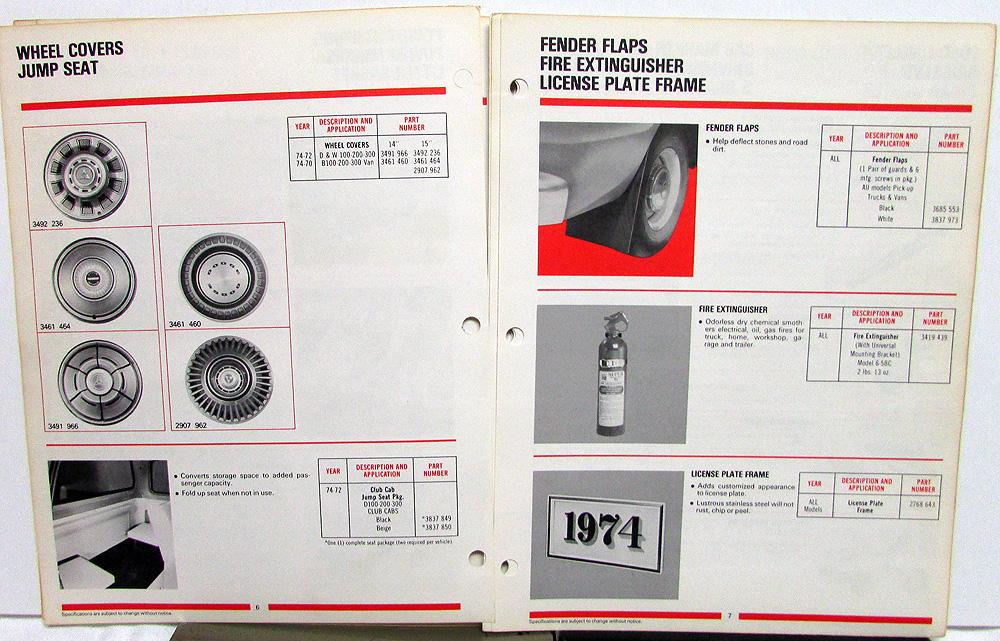 WHEEL COVERS
JUMP SEAT
YEAR DESCRIPTION AND APPLICATION PART NUMBER
WHEEL COVERS 14" 15"
74-72 D & W 100-200-300 3491 966 3492 236
74-70 B100-200-300 Van 3461 460 3461 464
2907 962
3492 236
3461 464
3461 460
3491 966
2907 962
• Converts storage space to added pas-
senger capacity.
• Fold up seat when not in use.
YEAR DESCRIPTION AND APPLICATION PART NUMBER
74-72 Club Cab
Jump Seat Pkg.
D100-200-300
CLUB CABS
Black *3837 849
Beige *3837 850
*One (1) complete seat package (two required per vehicle).
6
Specifications are subject to change without notice.
FENDER FLAPS
FIRE EXTINGUISHER
LICENSE PLATE FRAME
FENDER FLAPS
• Help deflect stones and road
dirt.
YEAR DESCRIPTION AND APPLICATION PART NUMBER
ALL Fender Flaps
(1 Pair of guards & 6
mfg. screws in pkg.)
All models Pick-up
Trucks & Vans
Black 3685 553
White 3837 973
FIRE EXTINGUISHER
• Odorless dry chemical smoth-
ers electrical, oil, gas fires for
truck, home, workshop, ga-
rage and trailer.
YEAR DESCRIPTION AND APPLICATION PART NUMBER
ALL Fire Extinguisher 3419 439
(With Universal
Mounting Bracket)
Model 6-5BC
2 lbs. 13 oz.
LICENSE PLATE FRAME
• Adds customized appearance
to license plate.
• Lustrous stainless steel will not
rust, chip or peel.
YEAR DESCRIPTION AND APPLICATION PART NUMBER
ALL Models License Plate Frame 2768 643
1974
7
Specifications are subject to change without notice.